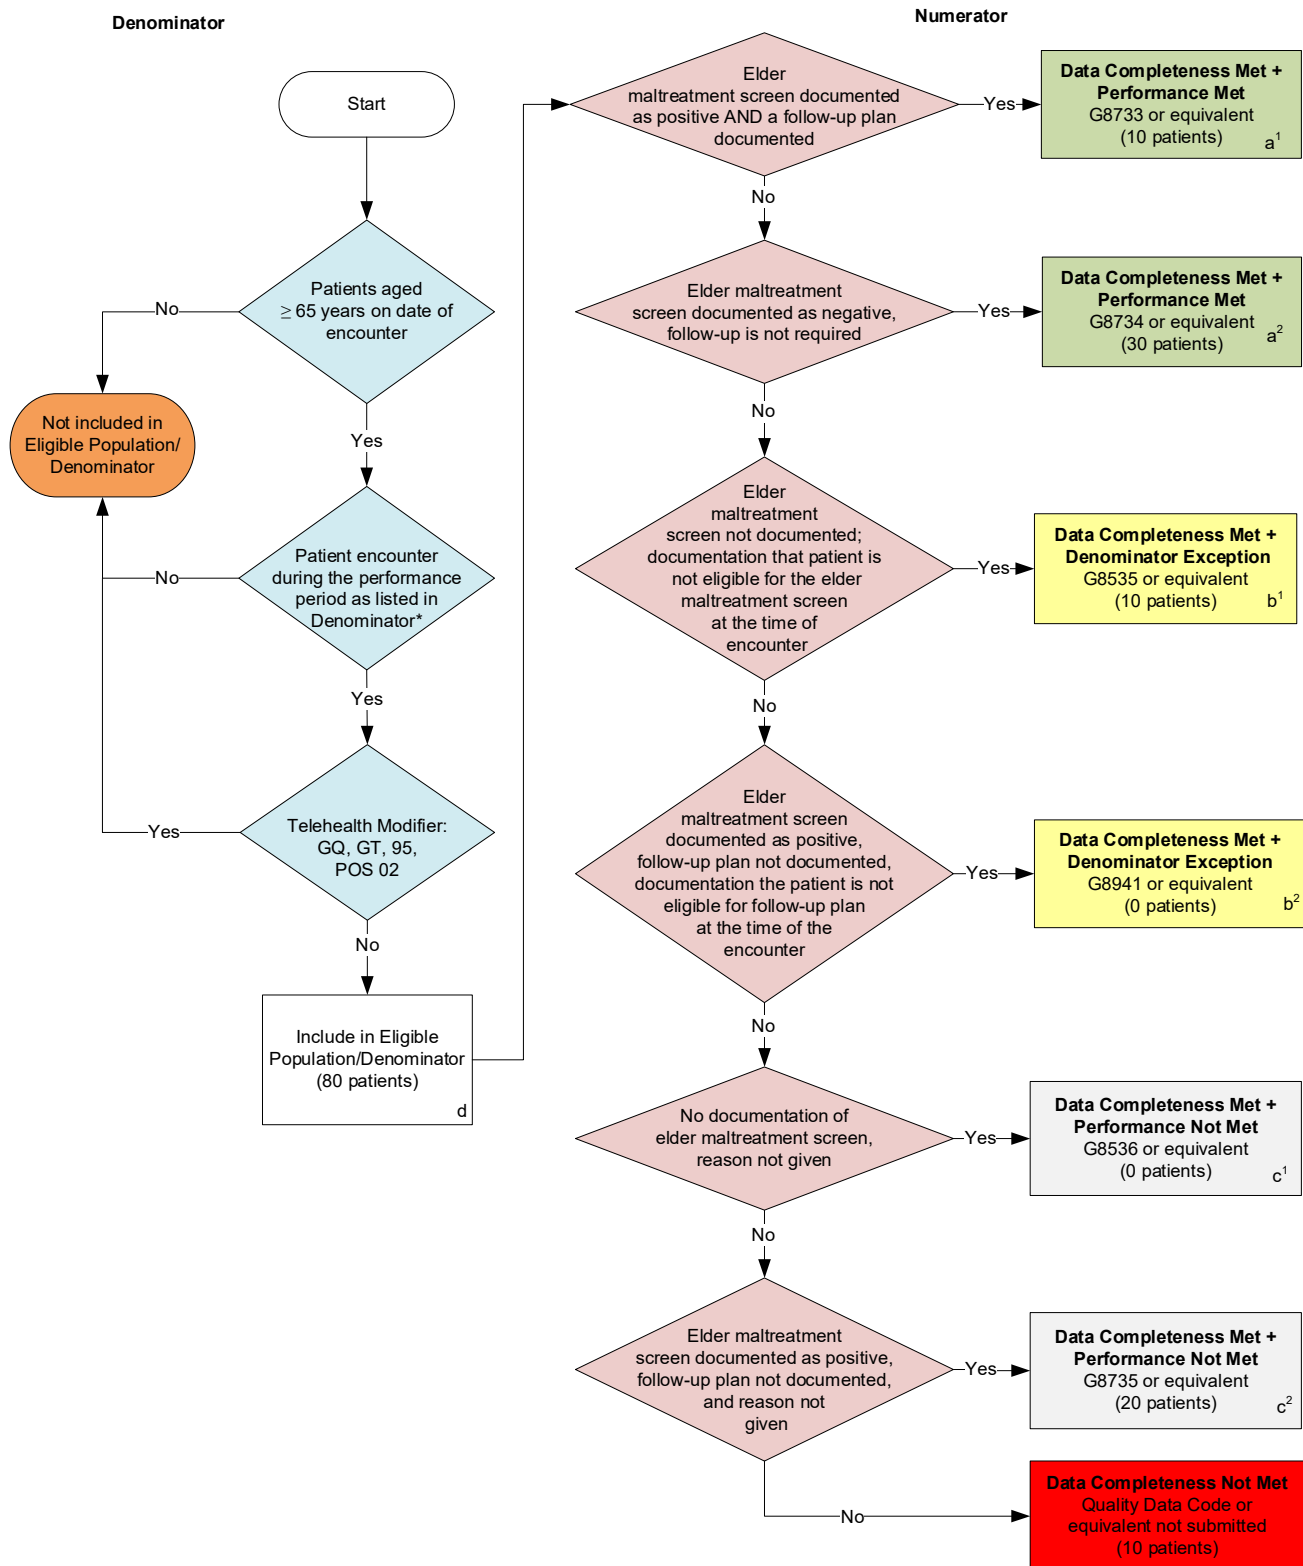 Denominator
Numerator
Start
Patients aged
≥ 65 years on date of
encounter
No
Not included in
Eligible Population/
Denominator
Yes
Patient encounter
during the performance
period as listed in
Denominator*
No
Yes
Telehealth Modifier:
GQ, GT, 95,
POS 02
Yes
No
Include in Eligible
Population/Denominator
(80 patients)
d
Elder
maltreatment screen documented
as positive AND a follow-up plan
documented
Yes
Data Completeness Met +
Performance Met
G8733 or equivalent
(10 patients)
a¹
No
Elder maltreatment
screen documented as negative,
follow-up is not required
Yes
Data Completeness Met +
Performance Met
G8734 or equivalent
(30 patients)
a²
No
Elder
maltreatment
screen not documented;
documentation that patient is
not eligible for the elder
maltreatment screen
at the time of
encounter
Yes
Data Completeness Met +
Denominator Exception
G8535 or equivalent
(10 patients)
b¹
No
Elder
maltreatment screen
documented as positive,
follow-up plan not documented,
documentation the patient is not
eligible for follow-up plan
at the time of the
encounter
Yes
Data Completeness Met +
Denominator Exception
G8941 or equivalent
(0 patients)
b²
No
No documentation of
elder maltreatment screen,
reason not given
Yes
Data Completeness Met +
Performance Not Met
G8536 or equivalent
(0 patients)
c¹
No
Elder maltreatment
screen documented as positive,
follow-up plan not documented,
and reason not
given
Yes
Data Completeness Met +
Performance Not Met
G8735 or equivalent
(20 patients)
c²
No
Data Completeness Not Met
Quality Data Code or
equivalent not submitted
(10 patients)